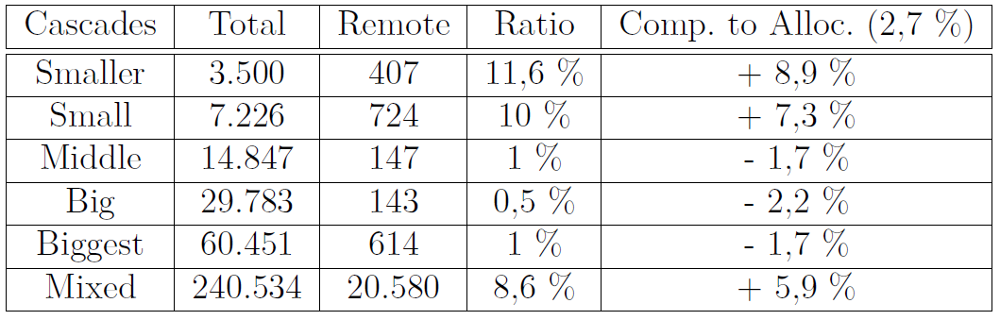 Cascades Total Remote Ratio Comp. to Alloc. (2,7 %)
Smaller 3.500 407 11,6 % + 8,9 %
Small 7.226 724 10 % + 7,3 %
Middle 14.847 147 1 % - 1,7 %
Big 29.783 143 0,5 % - 2,2 %
Biggest 60.451 614 1 % - 1,7 %
Mixed 240.534 20.580 8,6 % + 5,9 %